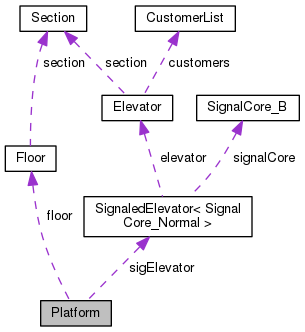 Section
CustomerList
section
section
customers
Elevator
SignalCore_B
Floor
elevator
signalCore
SignaledElevator< Signal
Core_Normal >
floor
sigElevator
Platform